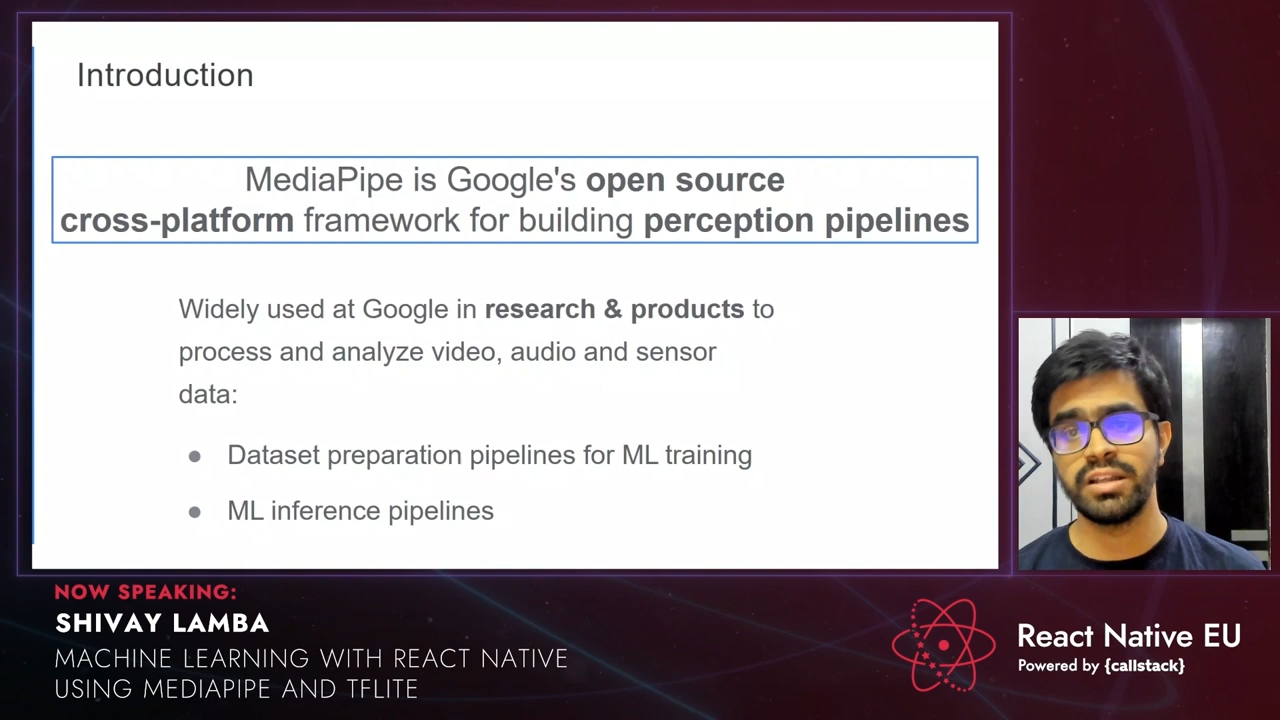 Introduction
MediaPipe is Google's open source
cross-platform framework for building perception pipelines
Widely used at Google in research & products to
process and analyze video, audio and sensor
data:
● Dataset preparation pipelines for ML training
● ML inference pipelines
NOW SPEAKING:
SHIVAY LAMBA
MACHINE LEARNING WITH REACT NATIVE
USING MEDIAPIPE AND TFLITE
React Native EU
Powered by {callstack}